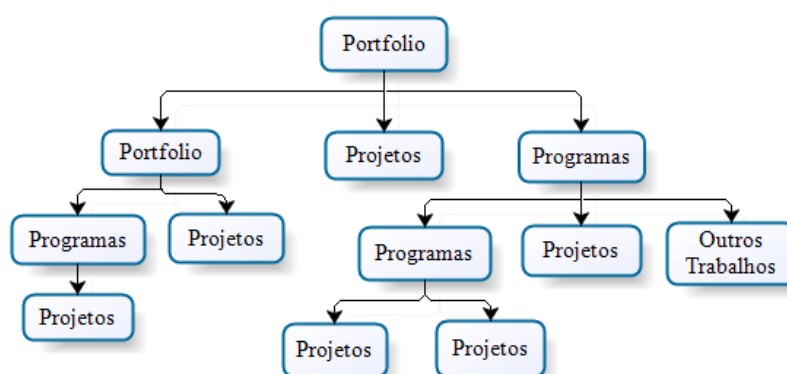 Portfolio
Portfolio
Projetos
Programas
Programas
Projetos
Programas
Projetos
Outros
Trabalhos
Projetos
Projetos
Projetos